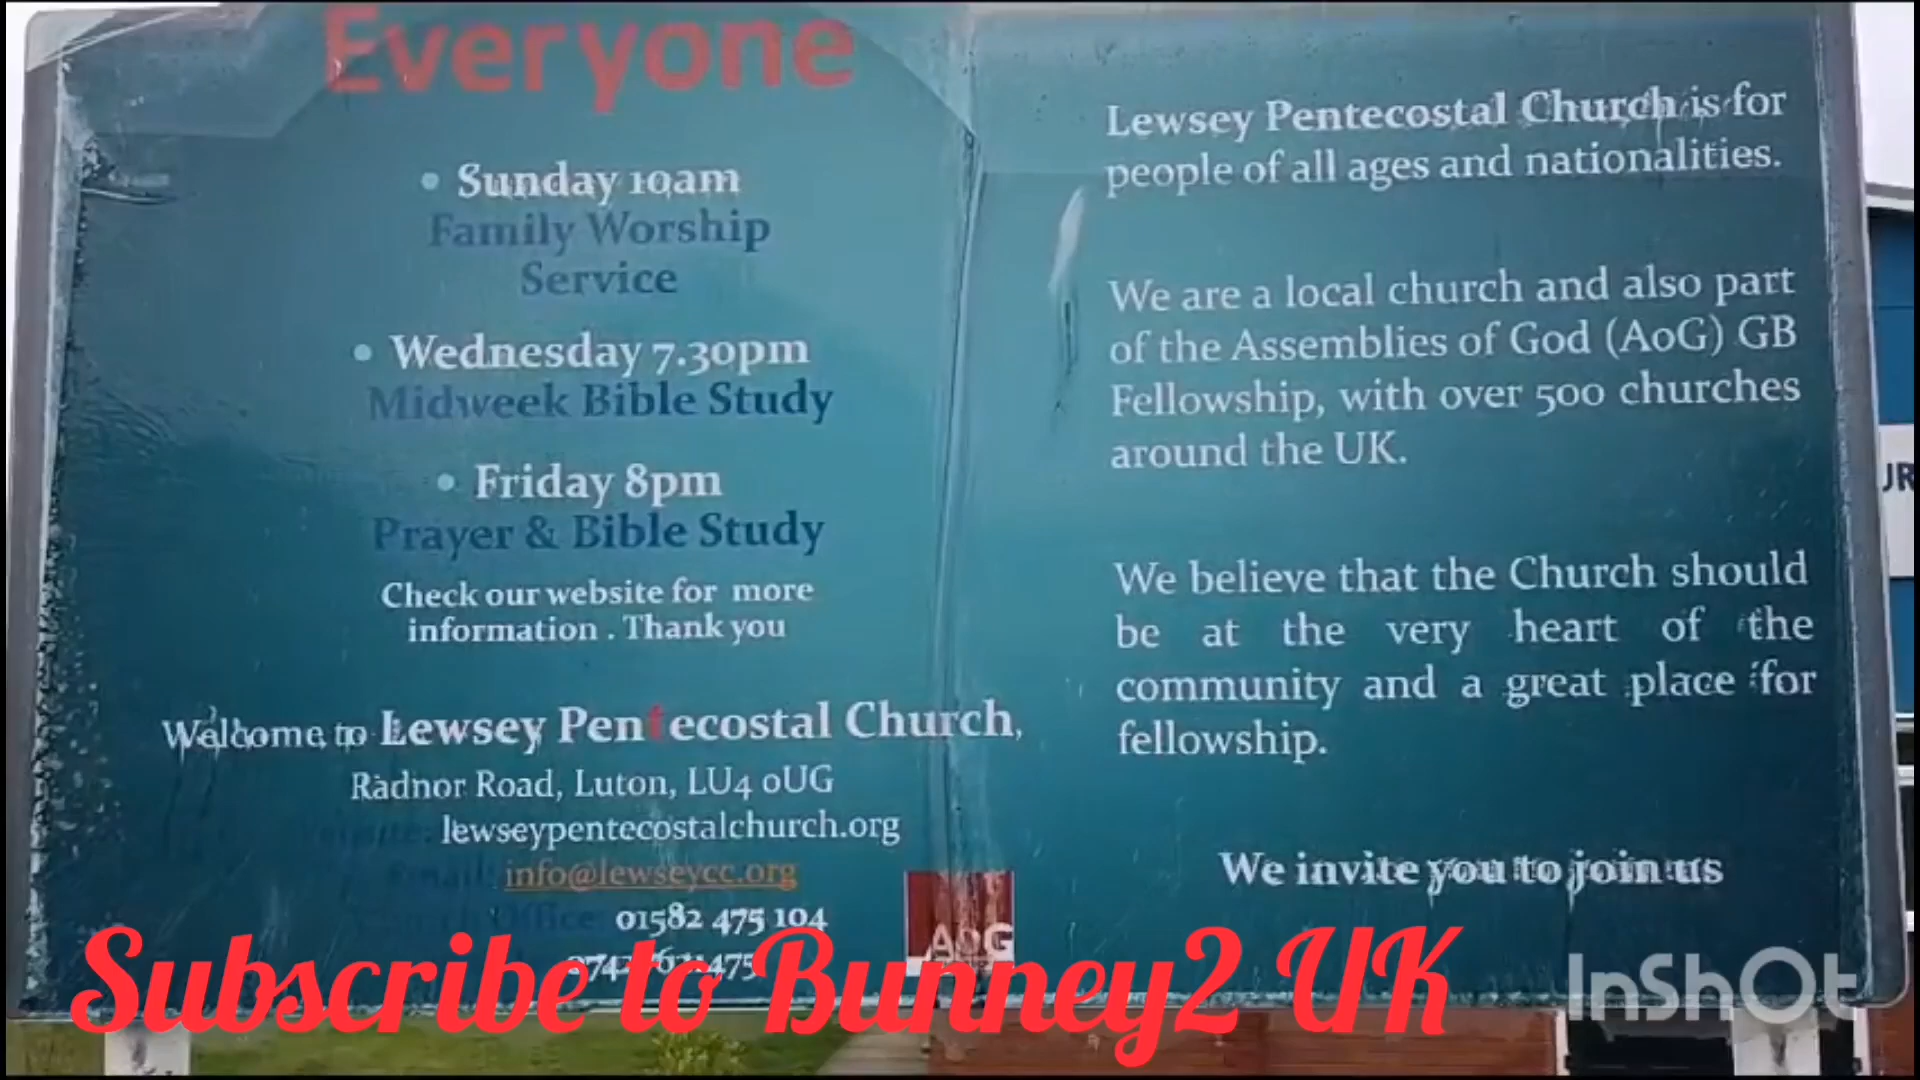 Everyone
• Sunday 10am
Family Worship
Service
• Wednesday 7.30pm
Midweek Bible Study
• Friday 8pm
Prayer & Bible Study
Check our website for more
information . Thank you
Welcome to Lewsey Pentecostal Church,
Radnor Road, Luton, LU4 0UG
lewseypentecostalchurch.org
Email: info@lewseycc.org
Church Office: 01582 475 104
AoG
Lewsey Pentecostal Church is for
people of all ages and nationalities.
We are a local church and also part
of the Assemblies of God (AoG) GB
Fellowship, with over 500 churches
around the UK.
We believe that the Church should
be at the very heart of the
community and a great place for
fellowship.
We invite you to join us
UR
Subscribe to Bunney2 UK
InShOt